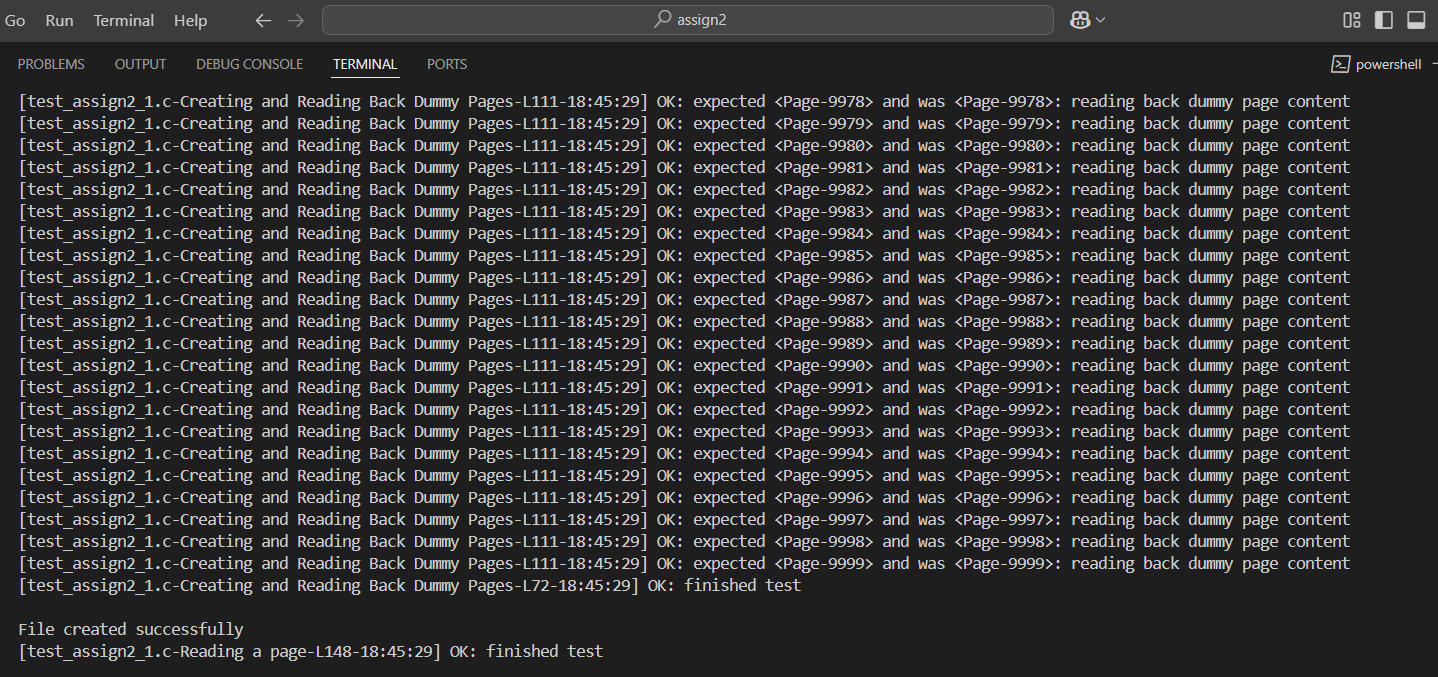 Go Run Terminal Help assign2
PROBLEMS OUTPUT DEBUG CONSOLE TERMINAL PORTS powershell
[test_assign2_1.c-Creating and Reading Back Dummy Pages-L111-18:45:29] OK: expected <Page-9978> and was <Page-9978>: reading back dummy page content
[test_assign2_1.c-Creating and Reading Back Dummy Pages-L111-18:45:29] OK: expected <Page-9979> and was <Page-9979>: reading back dummy page content
[test_assign2_1.c-Creating and Reading Back Dummy Pages-L111-18:45:29] OK: expected <Page-9980> and was <Page-9980>: reading back dummy page content
[test_assign2_1.c-Creating and Reading Back Dummy Pages-L111-18:45:29] OK: expected <Page-9981> and was <Page-9981>: reading back dummy page content
[test_assign2_1.c-Creating and Reading Back Dummy Pages-L111-18:45:29] OK: expected <Page-9982> and was <Page-9982>: reading back dummy page content
[test_assign2_1.c-Creating and Reading Back Dummy Pages-L111-18:45:29] OK: expected <Page-9983> and was <Page-9983>: reading back dummy page content
[test_assign2_1.c-Creating and Reading Back Dummy Pages-L111-18:45:29] OK: expected <Page-9984> and was <Page-9984>: reading back dummy page content
[test_assign2_1.c-Creating and Reading Back Dummy Pages-L111-18:45:29] OK: expected <Page-9985> and was <Page-9985>: reading back dummy page content
[test_assign2_1.c-Creating and Reading Back Dummy Pages-L111-18:45:29] OK: expected <Page-9986> and was <Page-9986>: reading back dummy page content
[test_assign2_1.c-Creating and Reading Back Dummy Pages-L111-18:45:29] OK: expected <Page-9987> and was <Page-9987>: reading back dummy page content
[test_assign2_1.c-Creating and Reading Back Dummy Pages-L111-18:45:29] OK: expected <Page-9988> and was <Page-9988>: reading back dummy page content
[test_assign2_1.c-Creating and Reading Back Dummy Pages-L111-18:45:29] OK: expected <Page-9989> and was <Page-9989>: reading back dummy page content
[test_assign2_1.c-Creating and Reading Back Dummy Pages-L111-18:45:29] OK: expected <Page-9990> and was <Page-9990>: reading back dummy page content
[test_assign2_1.c-Creating and Reading Back Dummy Pages-L111-18:45:29] OK: expected <Page-9991> and was <Page-9991>: reading back dummy page content
[test_assign2_1.c-Creating and Reading Back Dummy Pages-L111-18:45:29] OK: expected <Page-9992> and was <Page-9992>: reading back dummy page content
[test_assign2_1.c-Creating and Reading Back Dummy Pages-L111-18:45:29] OK: expected <Page-9993> and was <Page-9993>: reading back dummy page content
[test_assign2_1.c-Creating and Reading Back Dummy Pages-L111-18:45:29] OK: expected <Page-9994> and was <Page-9994>: reading back dummy page content
[test_assign2_1.c-Creating and Reading Back Dummy Pages-L111-18:45:29] OK: expected <Page-9995> and was <Page-9995>: reading back dummy page content
[test_assign2_1.c-Creating and Reading Back Dummy Pages-L111-18:45:29] OK: expected <Page-9996> and was <Page-9996>: reading back dummy page content
[test_assign2_1.c-Creating and Reading Back Dummy Pages-L111-18:45:29] OK: expected <Page-9997> and was <Page-9997>: reading back dummy page content
[test_assign2_1.c-Creating and Reading Back Dummy Pages-L111-18:45:29] OK: expected <Page-9998> and was <Page-9998>: reading back dummy page content
[test_assign2_1.c-Creating and Reading Back Dummy Pages-L111-18:45:29] OK: expected <Page-9999> and was <Page-9999>: reading back dummy page content
[test_assign2_1.c-Creating and Reading Back Dummy Pages-L72-18:45:29] OK: finished test
File created successfully
[test_assign2_1.c-Reading a page-L148-18:45:29] OK: finished test